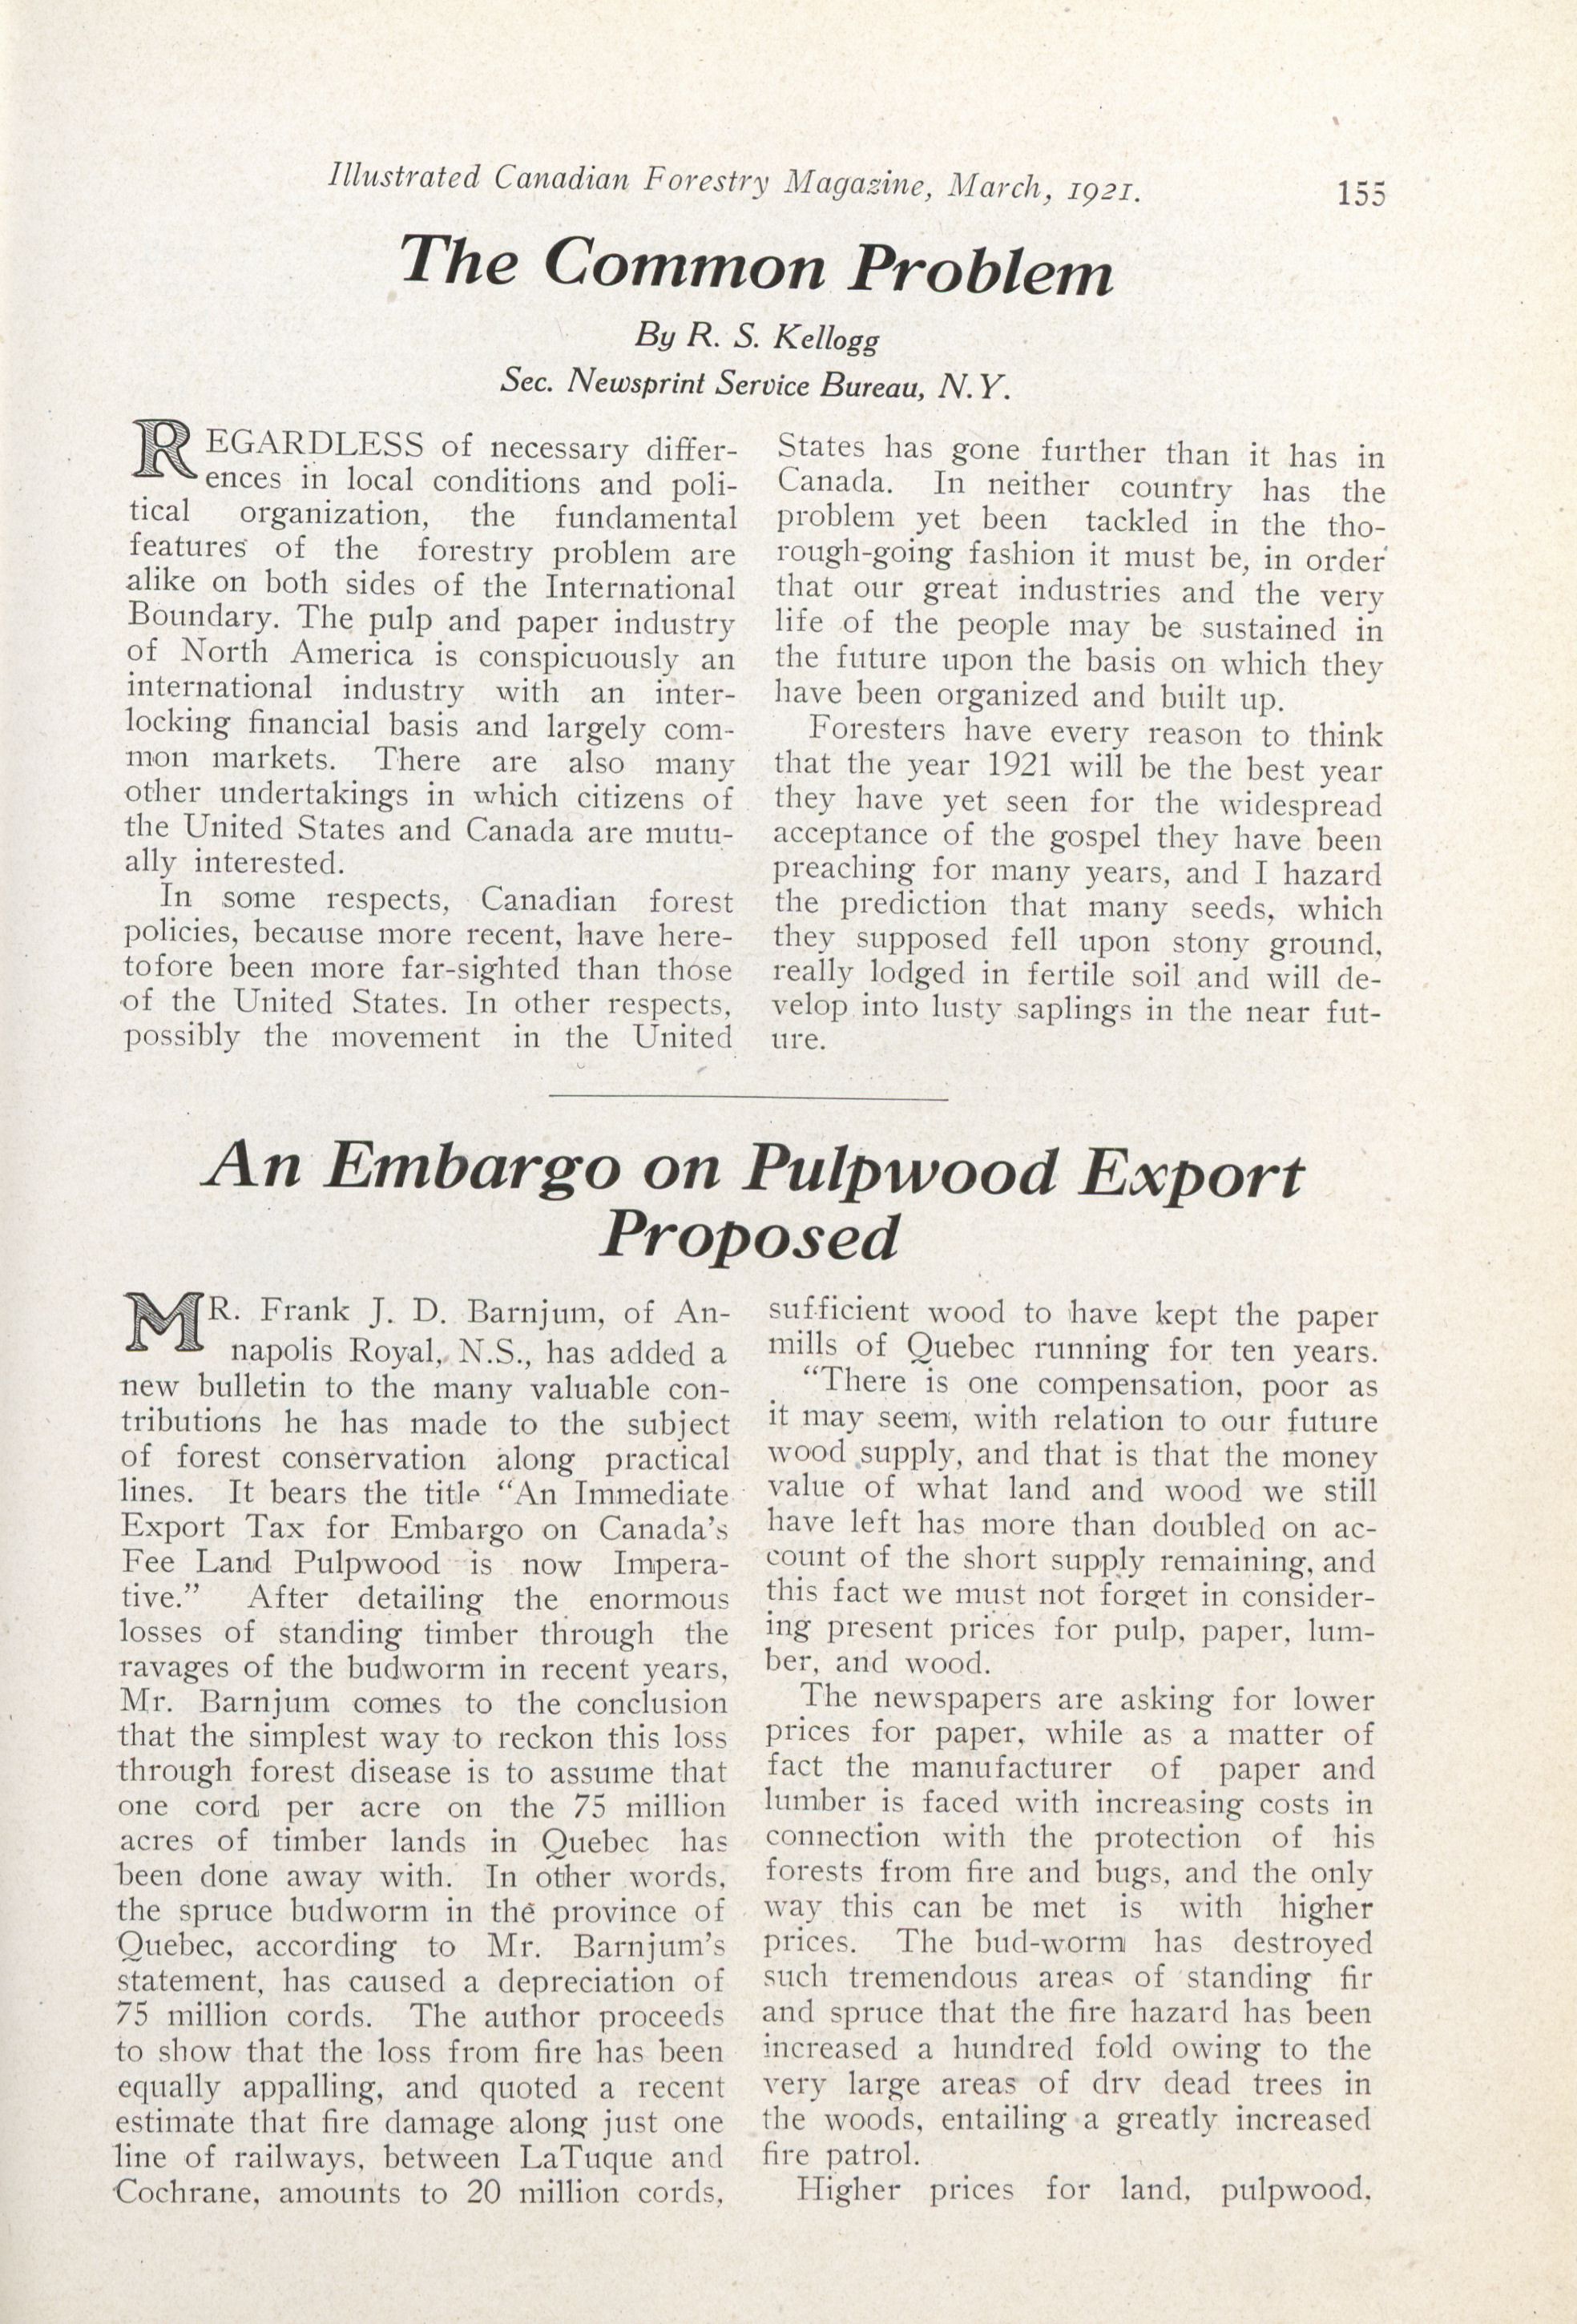 Illustrated Canadian Forestry Magazine, March, 1921.
155
The Common Problem
By R. S. Kellogg
Sec. Newsprint Service Bureau, N.Y.
REGARDLESS of necessary differ-
ences in local conditions and poli-
tical organization, the fundamental
features of the forestry problem are
alike on both sides of the International
Boundary. The pulp and paper industry
of North America is conspicuously an
international industry with an inter-
locking financial basis and largely com-
mon markets. There are also many
other undertakings in which citizens of
the United States and Canada are mutu-
ally interested.
In some respects, Canadian forest
policies, because more recent, have here-
tofore been more far-sighted than those
of the United States. In other respects,
possibly the movement in the United
States has gone further than it has in
Canada. In neither country has the
problem yet been tackled in the tho-
rough-going fashion it must be, in order
that our great industries and the very
life of the people may be sustained in
the future upon the basis on which they
have been organized and built up.
Foresters have every reason to think
that the year 1921 will be the best year
they have yet seen for the widespread
acceptance of the gospel they have been
preaching for many years, and I hazard
the prediction that many seeds, which
they supposed fell upon stony ground,
really lodged in fertile soil and will de-
velop into lusty saplings in the near fut-
ure.
An Embargo on Pulpwood Export
Proposed
MR. Frank J. D. Barnjum, of An-
napolis Royal, N.S., has added a
new bulletin to the many valuable con-
tributions he has made to the subject
of forest conservation along practical
lines. It bears the title "An Immediate
Export Tax for Embargo on Canada's
Fee Land Pulpwood is now Impera-
tive." After detailing the enormous
losses of standing timber through the
ravages of the budworm in recent years,
Mr. Barnjum comes to the conclusion
that the simplest way to reckon this loss
through forest disease is to assume that
one cord per acre on the 75 million
acres of timber lands in Quebec has
been done away with. In other words,
the spruce budworm in the province of
Quebec, according to Mr. Barnjum's
statement, has caused a depreciation of
75 million cords. The author proceeds
to show that the loss from fire has been
equally appalling, and quoted a recent
estimate that fire damage along just one
line of railways, between LaTuque and
Cochrane, amounts to 20 million cords,
sufficient wood to have kept the paper
mills of Quebec running for ten years.
"There is one compensation, poor as
it may seem, with relation to our future
wood supply, and that is that the money
value of what land and wood we still
have left has more than doubled on ac-
count of the short supply remaining, and
this fact we must not forget in consider-
ing present prices for pulp, paper, lum-
ber, and wood.
The newspapers are asking for lower
prices for paper, while as a matter of
fact the manufacturer of paper and
lumber is faced with increasing costs in
connection with the protection of his
forests from fire and bugs, and the only
way this can be met is with higher
prices. The bud-worm has destroyed
such tremendous areas of standing fir
and spruce that the fire hazard has been
increased a hundred fold owing to the
very large areas of dry dead trees in
the woods, entailing a greatly increased
fire patrol.
Higher prices for land, pulpwood,